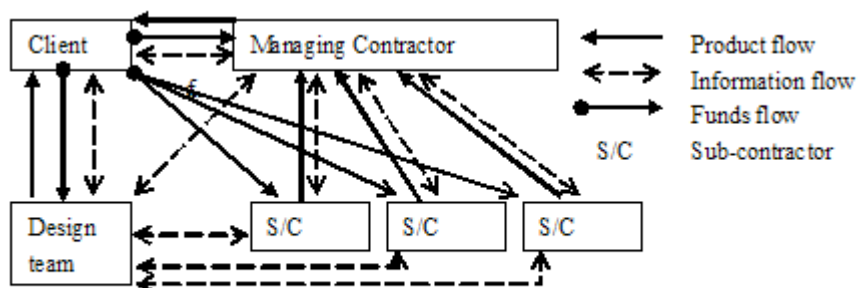 Client
Managing Contractor
Product flow
Information flow
Funds flow
S/C Sub-contractor
f
Design
team
S/C
S/C
S/C